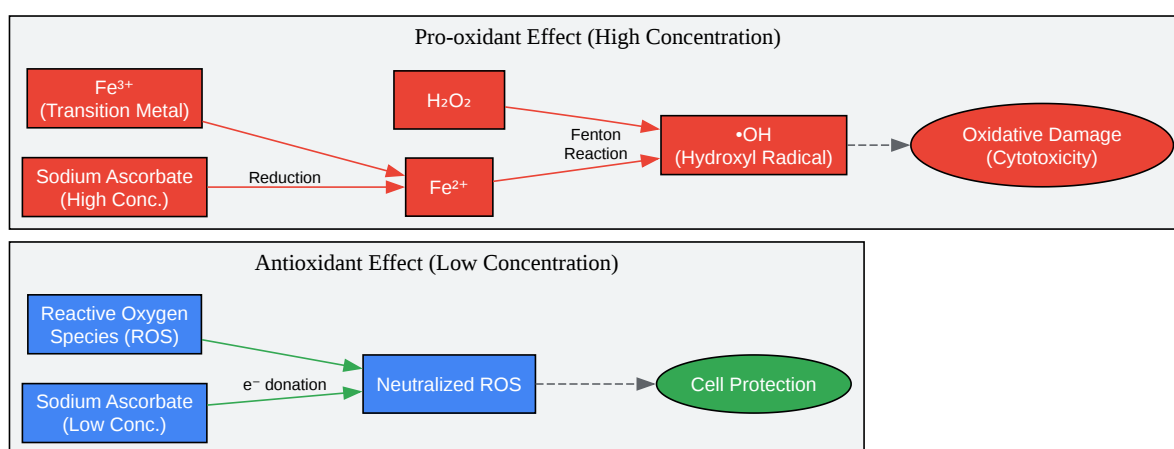 Pro-oxidant Effect (High Concentration)
Fe³⁺
(Transition Metal)
H₂O₂
Fenton
Reaction
•OH
(Hydroxyl Radical)
Oxidative Damage
(Cytotoxicity)
Sodium Ascorbate
(High Conc.)
Reduction
Fe²⁺
Antioxidant Effect (Low Concentration)
Reactive Oxygen
Species (ROS)
Sodium Ascorbate
(Low Conc.)
e⁻ donation
Neutralized ROS
Cell Protection